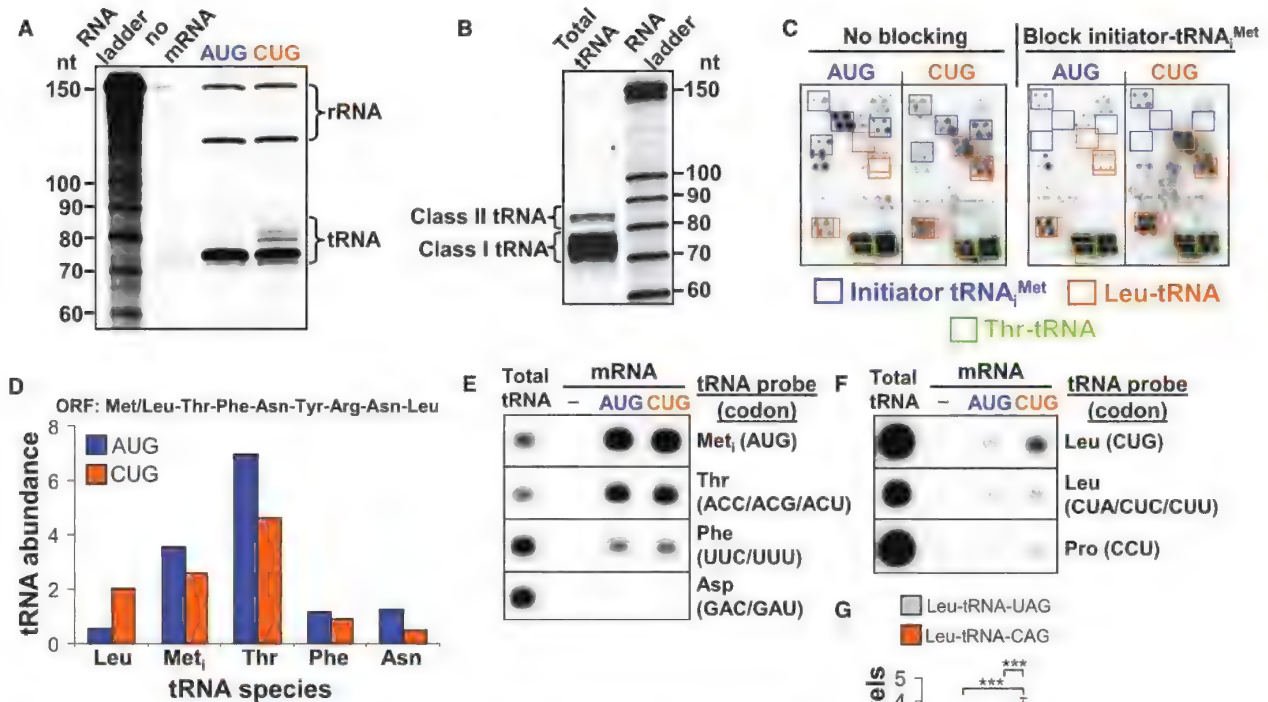 A
RNA ladder
no mRNA
AUG CUG
nt
150
100
90
80
70
60
rRNA
tRNA
B
Total tRNA
RNA ladder
nt
150
100
90
80
70
60
Class II tRNA
Class I tRNA
C
No blocking
Block initiator-tRNAiMet
AUG CUG AUG CUG
Initiator tRNAiMet
Leu-tRNA
Thr-tRNA
D
ORF: Met/Leu-Thr-Phe-Asn-Tyr-Arg-Asn-Leu
tRNA abundance
8
6
4
2
0
AUG
CUG
Leu Meti Thr Phe Asn
tRNA species
E
Total tRNA
mRNA
– AUG CUG
tRNA probe
(codon)
Meti (AUG)
Thr
(ACC/ACG/ACU)
Phe
(UUC/UUU)
Asp
(GAC/GAU)
F
Total tRNA
mRNA
– AUG CUG
tRNA probe
(codon)
Leu (CUG)
Leu
(CUA/CUC/CUU)
Pro (CCU)
G
Leu-tRNA-UAG
Leu-tRNA-CAG
5
4
***
***